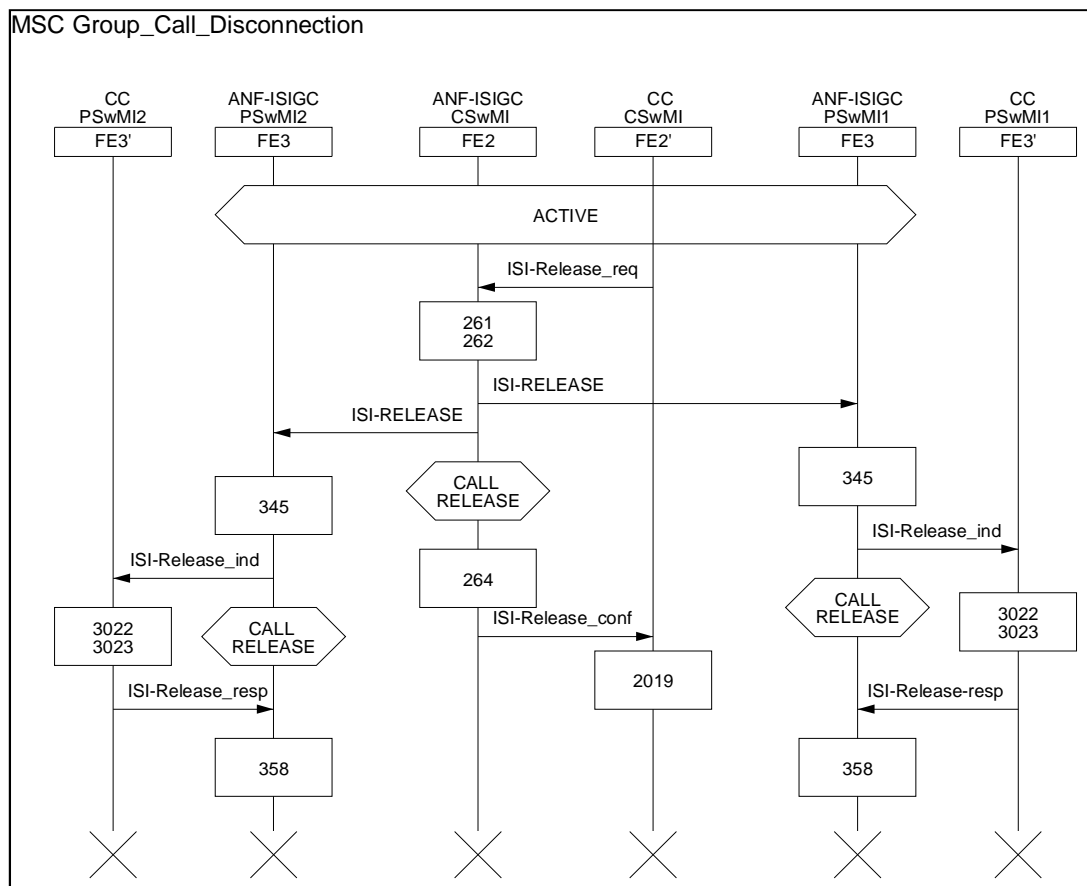 MSC Group_Call_Disconnection
CC
PSwMI2
ANF-ISIGC
PSwMI2
ANF-ISIGC
CSwMI
CC
CSwMI
ANF-ISIGC
PSwMI1
CC
PSwMI1
FE3'
FE3
FE2
FE2'
FE3
FE3'
ACTIVE
ISI-Release_req
261
262
ISI-RELEASE
ISI-RELEASE
CALL
RELEASE
345
345
ISI-Release_ind
ISI-Release_ind
264
CALL
RELEASE
3022
3023
CALL
RELEASE
ISI-Release_conf
3022
3023
2019
ISI-Release_resp
ISI-Release-resp
358
358